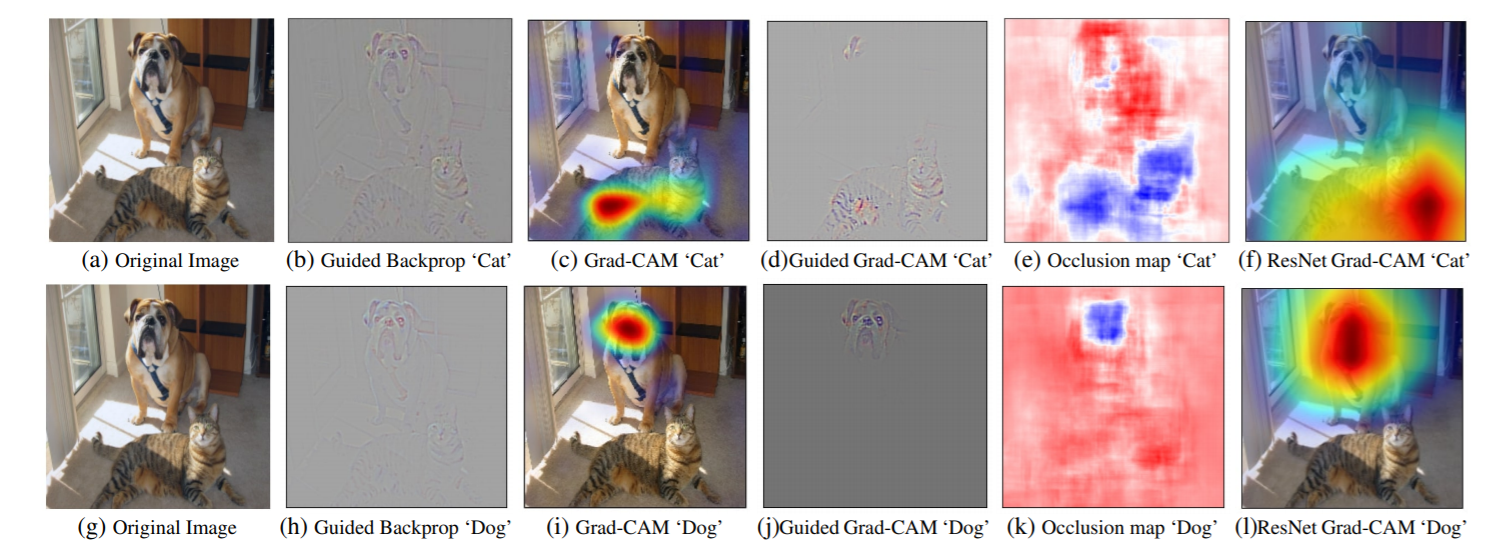 (a) Original Image
(b) Guided Backprop ‘Cat’
(c) Grad-CAM ‘Cat’
(d)Guided Grad-CAM ‘Cat’
(e) Occlusion map ‘Cat’
(f) ResNet Grad-CAM ‘Cat’
(g) Original Image
(h) Guided Backprop ‘Dog’
(i) Grad-CAM ‘Dog’
(j)Guided Grad-CAM ‘Dog’
(k) Occlusion map ‘Dog’
(l)ResNet Grad-CAM ‘Dog’